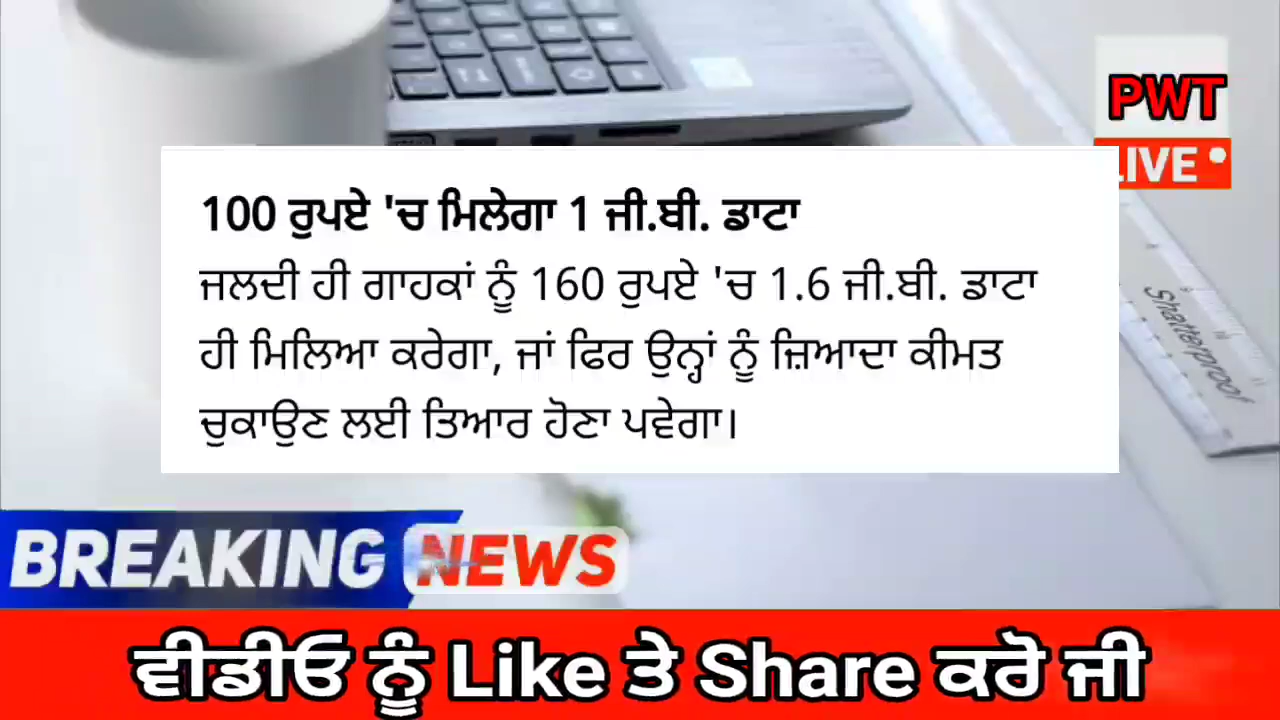 PWT
LIVE
100 ਰੁਪਏ 'ਚ ਮਿਲੇਗਾ 1 ਜੀ.ਬੀ. ਡਾਟਾ
ਜਲਦੀ ਹੀ ਗਾਹਕਾਂ ਨੂੰ 160 ਰੁਪਏ 'ਚ 1.6 ਜੀ.ਬੀ. ਡਾਟਾ
ਹੀ ਮਿਲਿਆ ਕਰੇਗਾ, ਜਾਂ ਫਿਰ ਉਨ੍ਹਾਂ ਨੂੰ ਜ਼ਿਆਦਾ ਕੀਮਤ
ਚੁਕਾਉਣ ਲਈ ਤਿਆਰ ਹੋਣਾ ਪਵੇਗਾ।
Shatterproof
BREAKING NEWS
ਵੀਡੀਓ ਨੂੰ Like ਤੇ Share ਕਰੋ ਜੀ